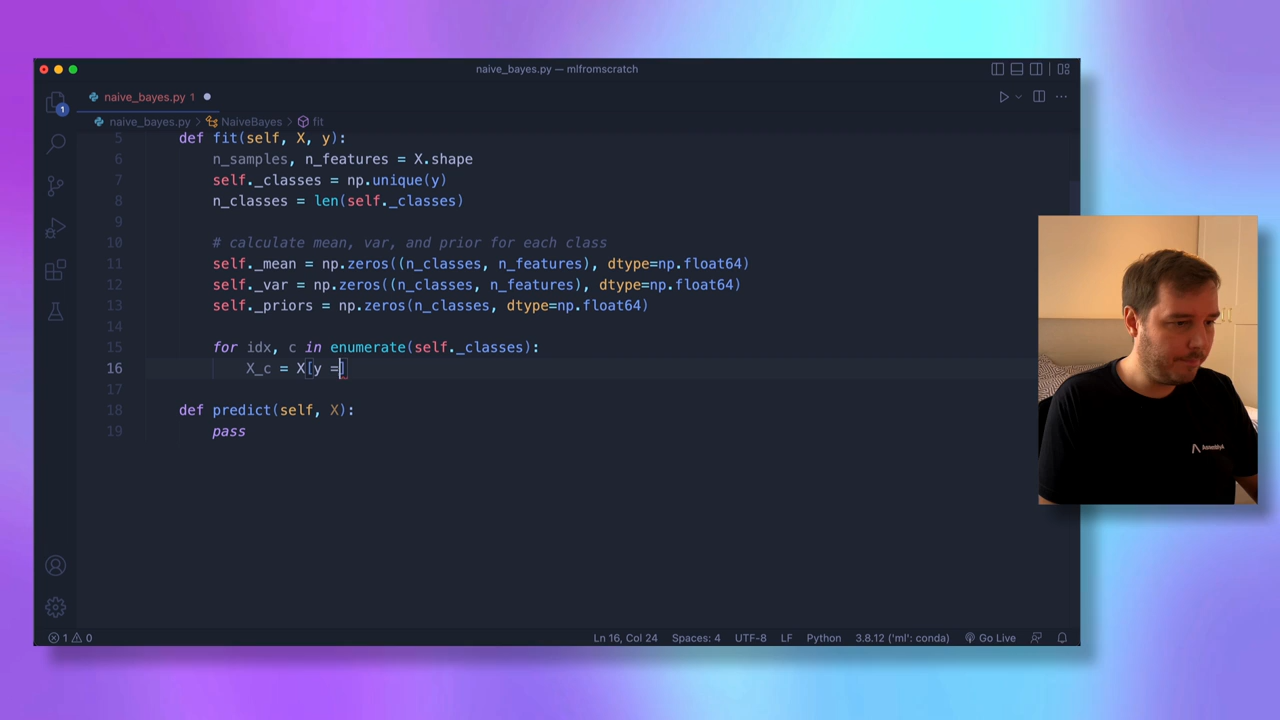 naive_bayes.py — mlfromscratch
naive_bayes.py 1
naive_bayes.py > NaiveBayes > fit
1
5 def fit(self, X, y):
6 n_samples, n_features = X.shape
7 self._classes = np.unique(y)
8 n_classes = len(self._classes)
9
10 # calculate mean, var, and prior for each class
11 self._mean = np.zeros((n_classes, n_features), dtype=np.float64)
12 self._var = np.zeros((n_classes, n_features), dtype=np.float64)
13 self._priors = np.zeros(n_classes, dtype=np.float64)
14
15 for idx, c in enumerate(self._classes):
16 X_c = X[y =]
17
18 def predict(self, X):
19 pass
AssemblyAI
1 0 Ln 16, Col 24 Spaces: 4 UTF-8 LF Python 3.8.12 ('ml': conda) Go Live